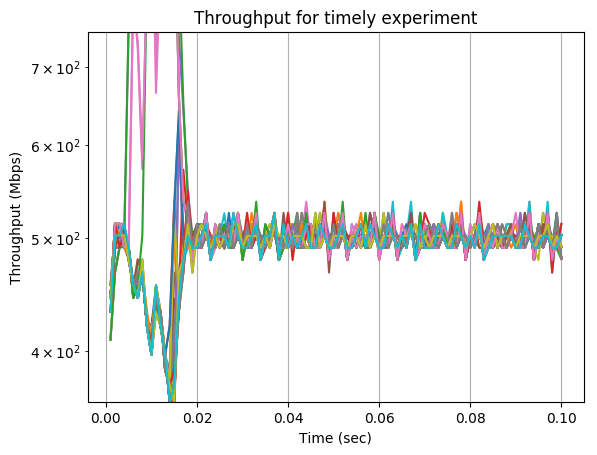 Throughput for timely experiment
Throughput (Mbps)
7 × 10²
6 × 10²
5 × 10²
4 × 10²
0.00 0.02 0.04 0.06 0.08 0.10
Time (sec)